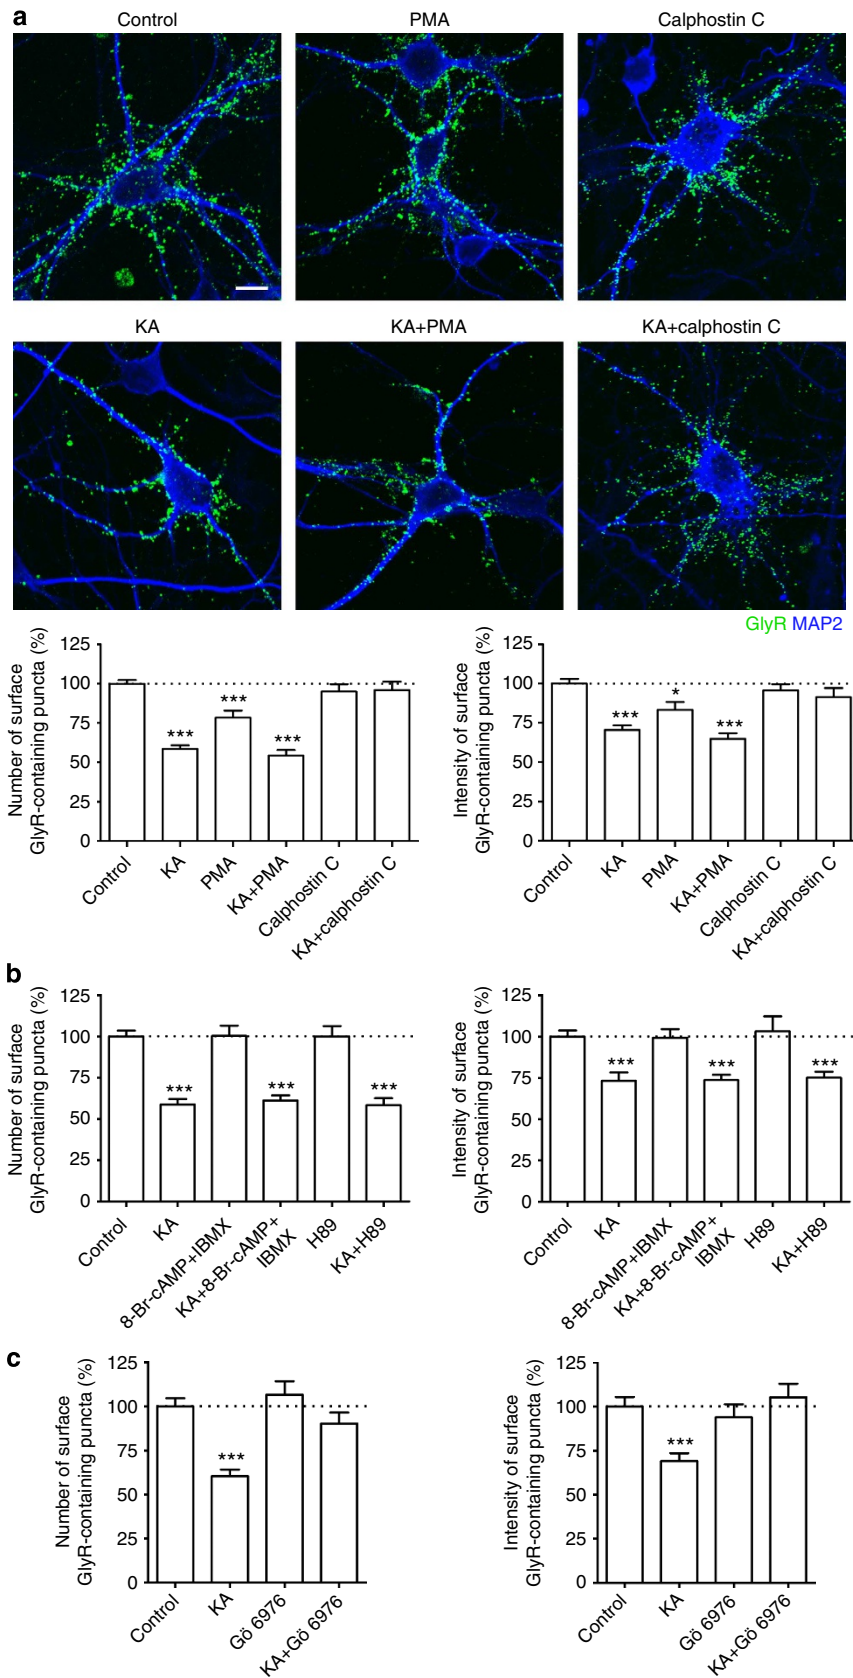 a
Control
PMA
Calphostin C
KA
KA+PMA
KA+calphostin C
GlyR MAP2
Number of surface
GlyR-containing puncta (%)
125
100
75
50
25
0
***
***
***
Control
KA
PMA
KA+PMA
Calphostin C
KA+calphostin C
Intensity of surface
GlyR-containing puncta (%)
125
100
75
50
25
0
***
*
***
Control
KA
PMA
KA+PMA
Calphostin C
KA+calphostin C
b
Number of surface
GlyR-containing puncta (%)
125
100
75
50
25
0
***
***
***
Control
KA
8-Br-cAMP+IBMX
KA+8-Br-cAMP+
IBMX
H89
KA+H89
Intensity of surface
GlyR-containing puncta (%)
125
100
75
50
25
0
***
***
***
Control
KA
8-Br-cAMP+IBMX
KA+8-Br-cAMP+
IBMX
H89
KA+H89
c
Number of surface
GlyR-containing puncta (%)
125
100
75
50
25
0
***
Control
KA
Gö 6976
KA+Gö 6976
Intensity of surface
GlyR-containing puncta (%)
125
100
75
50
25
0
***
Control
KA
Gö 6976
KA+Gö 6976